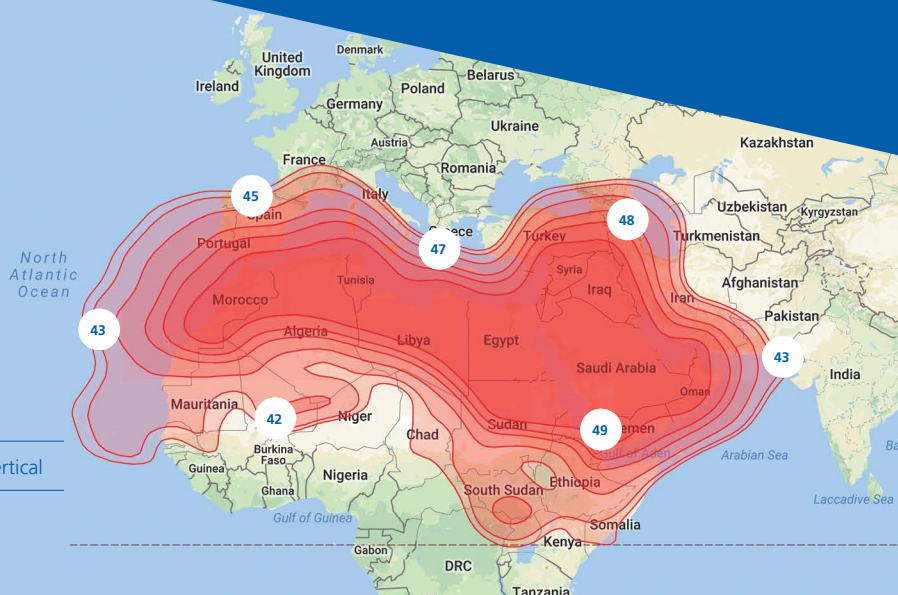 United
Kingdom
Denmark
Ireland
Belarus
Poland
Germany
Ukraine
Austria
Kazakhstan
France
Romania
45
Italy
Uzbekistan
Kyrgyzstan
Spain
48
47
Turkey
Turkmenistan
Portugal
North
Atlantic
Ocean
Syria
Tunisia
Iraq
Iran
Afghanistan
Morocco
Pakistan
43
Algeria
Libya
Egypt
43
Saudi Arabia
India
Oman
Mauritania
42
Niger
Chad
Sudan
49
Gulf of Aden
Arabian Sea
Burkina
Faso
ertical
Guinea
Nigeria
Ethiopia
Ghana
South Sudan
Laccadive Sea
Gulf of Guinea
Somalia
Gabon
Kenya
DRC
Tanzania